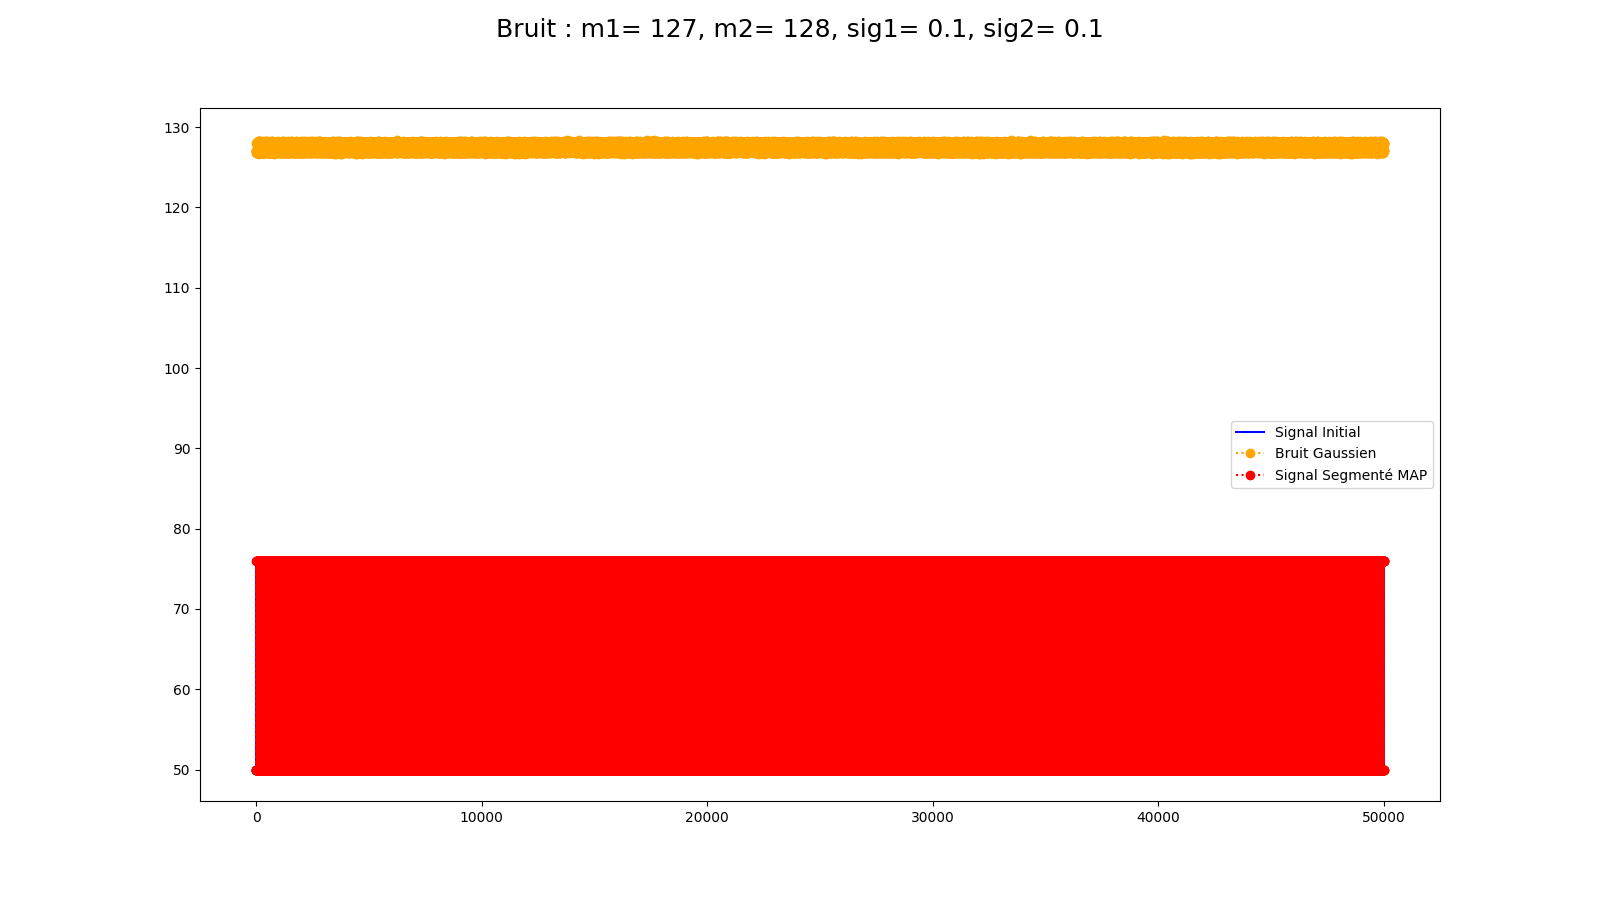 Bruit : m1= 127, m2= 128, sig1= 0.1, sig2= 0.1
130
120
110
100
90
80
70
60
50
Signal Initial
Bruit Gaussien
Signal Segmenté MAP
0 10000 20000 30000 40000 50000